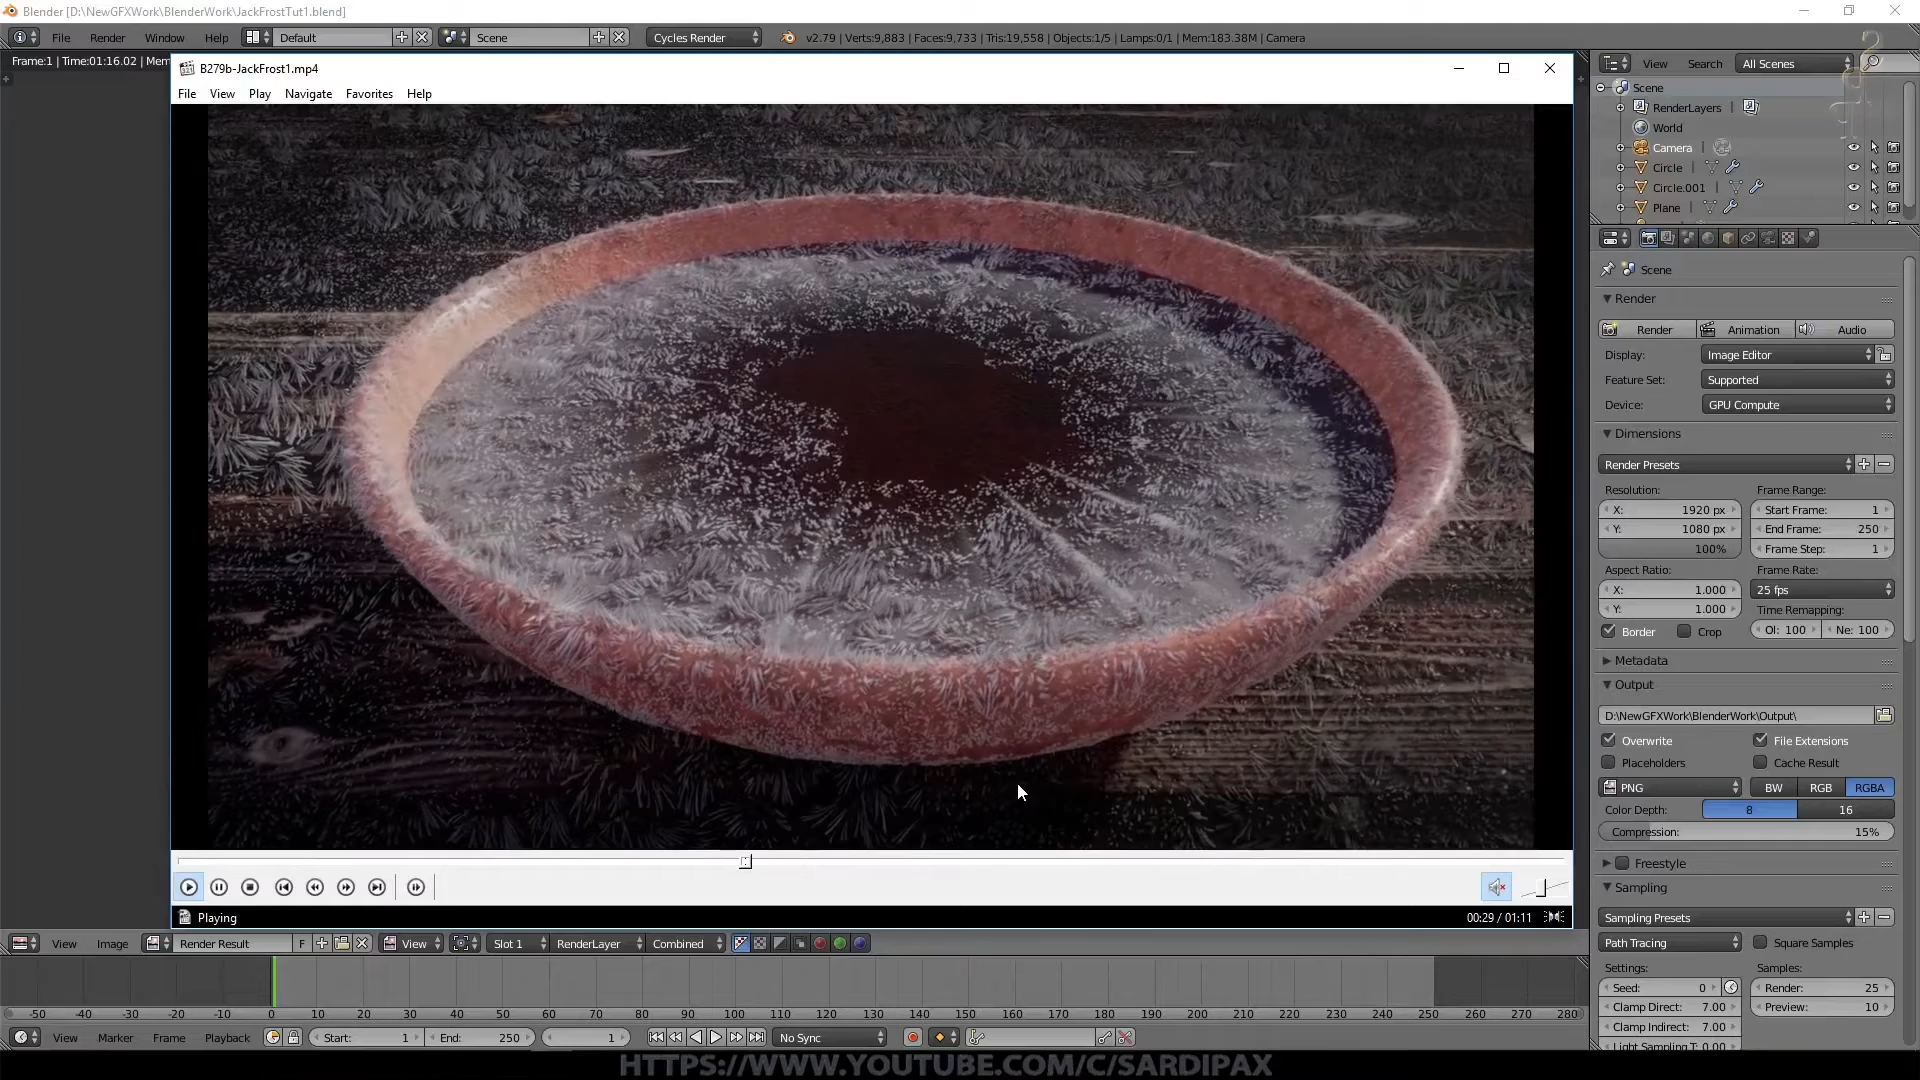 Blender [D:\NewGFXWork\BlenderWork\JackFrostTut1.blend]
File Render Window Help Default Scene Cycles Render v2.79 | Verts:9,883 | Faces:9,733 | Tris:19,558 | Objects:1/5 | Lamps:0/1 | Mem:183.38M | Camera
Frame:1 | Time:01:16.02 | Mem
B279b-JackFrost1.mp4
File View Play Navigate Favorites Help
Playing
00:29 / 01:11
View Search All Scenes
Scene
RenderLayers
World
Camera
Circle
Circle.001
Plane
Scene
Render
Render Animation Audio
Display: Image Editor
Feature Set: Supported
Device: GPU Compute
Dimensions
Render Presets
Resolution: Frame Range:
X: 1920 px Start Frame: 1
Y: 1080 px End Frame: 250
100% Frame Step: 1
Aspect Ratio: Frame Rate:
X: 1.000 25 fps
Y: 1.000 Time Remapping:
Border Crop Ol: 100 Ne: 100
Metadata
Output
D:\NewGFXWork\BlenderWork\Output\
Overwrite File Extensions
Placeholders Cache Result
PNG BW RGB RGBA
Color Depth: 8 16
Compression: 15%
Freestyle
Sampling
Sampling Presets
Path Tracing Square Samples
Settings: Samples:
Seed: 0 Render: 25
Clamp Direct: 7.00 Preview: 10
Clamp Indirect: 7.00
Light Sampling T: 0.00
View Image Render Result F View Slot 1 RenderLayer Combined
-50 -40 -30 -20 -10 0 10 20 30 40 50 60 70 80 90 100 110 120 130 140 150 160 170 180 190 200 210 220 230 240 250 260 270 280
View Marker Frame Playback Start: 1 End: 250 1 No Sync
HTTPS://WWW.YOUTUBE.COM/C/SARDIPAX